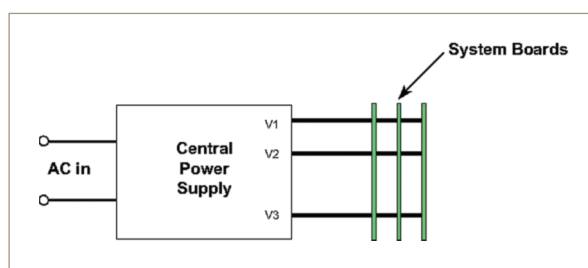 System Boards
AC in
Central
Power
Supply
V1
V2
V3